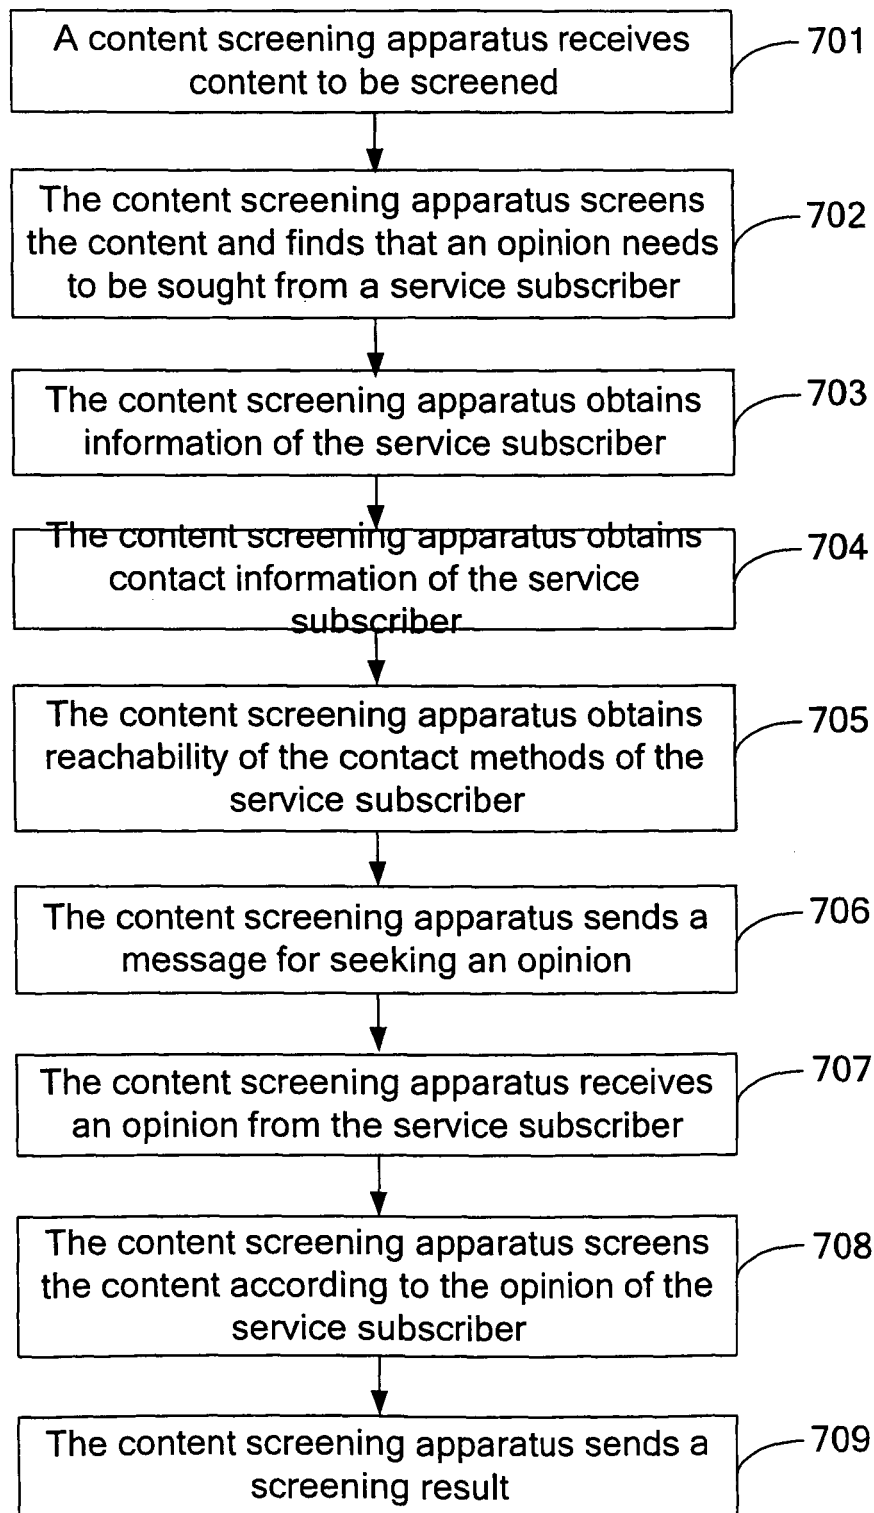 A content screening apparatus receives
content to be screened
701
The content screening apparatus screens
the content and finds that an opinion needs
to be sought from a service subscriber
702
The content screening apparatus obtains
information of the service subscriber
703
The content screening apparatus obtains
contact information of the service
subscriber
704
The content screening apparatus obtains
reachability of the contact methods of the
service subscriber
705
The content screening apparatus sends a
message for seeking an opinion
706
The content screening apparatus receives
an opinion from the service subscriber
707
The content screening apparatus screens
the content according to the opinion of the
service subscriber
708
The content screening apparatus sends a
screening result
709